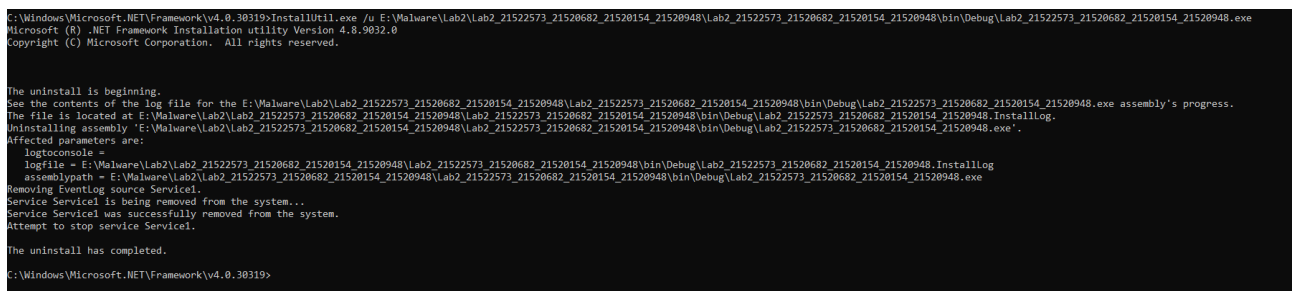 C:\Windows\Microsoft.NET\Framework\v4.0.30319>InstallUtil.exe /u E:\Malware\Lab2\Lab2_21522573_21520682_21520154_21520948\Lab2_21522573_21520682_21520154_21520948\bin\Debug\Lab2_21522573_21520682_21520154_21520948.exe
Microsoft (R) .NET Framework Installation utility Version 4.8.9032.0
Copyright (C) Microsoft Corporation.  All rights reserved.
The uninstall is beginning.
See the contents of the log file for the E:\Malware\Lab2\Lab2_21522573_21520682_21520154_21520948\Lab2_21522573_21520682_21520154_21520948\bin\Debug\Lab2_21522573_21520682_21520154_21520948.exe assembly's progress.
The file is located at E:\Malware\Lab2\Lab2_21522573_21520682_21520154_21520948\Lab2_21522573_21520682_21520154_21520948\bin\Debug\Lab2_21522573_21520682_21520154_21520948.InstallLog.
Uninstalling assembly 'E:\Malware\Lab2\Lab2_21522573_21520682_21520154_21520948\Lab2_21522573_21520682_21520154_21520948\bin\Debug\Lab2_21522573_21520682_21520154_21520948.exe'.
Affected parameters are:
   logtoconsole =
   logfile = E:\Malware\Lab2\Lab2_21522573_21520682_21520154_21520948\Lab2_21522573_21520682_21520154_21520948\bin\Debug\Lab2_21522573_21520682_21520154_21520948.InstallLog
   assemblypath = E:\Malware\Lab2\Lab2_21522573_21520682_21520154_21520948\Lab2_21522573_21520682_21520154_21520948\bin\Debug\Lab2_21522573_21520682_21520154_21520948.exe
Removing EventLog source Service1.
Service Service1 is being removed from the system...
Service Service1 was successfully removed from the system.
Attempt to stop service Service1.
The uninstall has completed.
C:\Windows\Microsoft.NET\Framework\v4.0.30319>